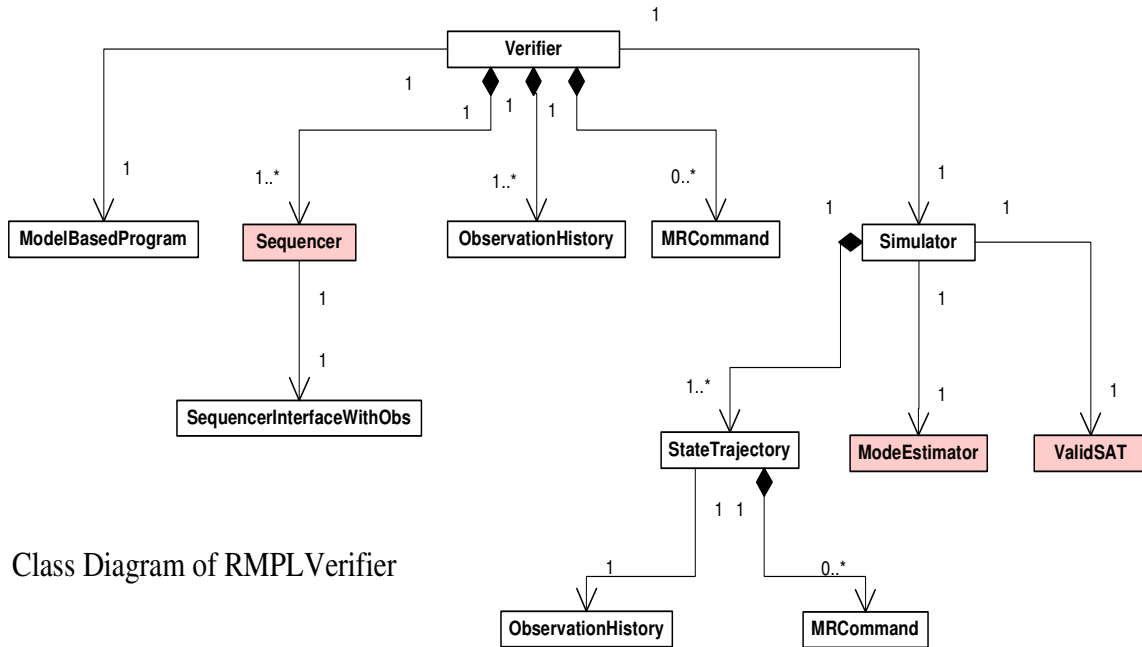 1
1
Verifier
1
1
1
1
1
1..*
1..*
0..*
1
1
1
ModelBasedProgram
Sequencer
ObservationHistory
MRCommand
Simulator
1
1
1
1..*
1
1
SequencerInterfaceWithObs
StateTrajectory
ModeEstimator
ValidSAT
1
1
Class Diagram of RMPLVerifier
1
0..*
ObservationHistory
MRCommand